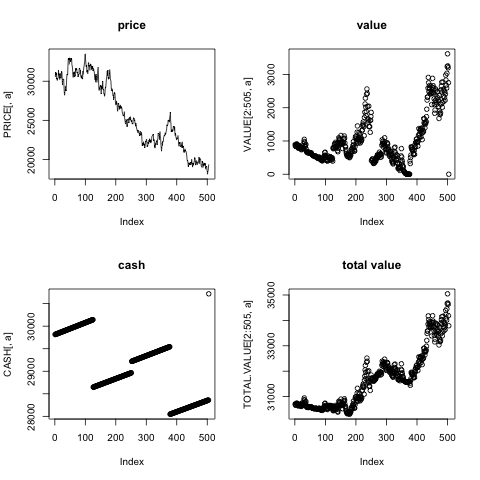 price
PRICE[, a]
20000 25000 30000
0 100 200 300 400 500
Index
value
VALUE[2:505, a]
0 1000 2000 3000
0 100 200 300 400 500
Index
cash
CASH[, a]
28000 29000 30000
0 100 200 300 400 500
Index
total value
TOTAL.VALUE[2:505, a]
31000 33000 35000
0 100 200 300 400 500
Index